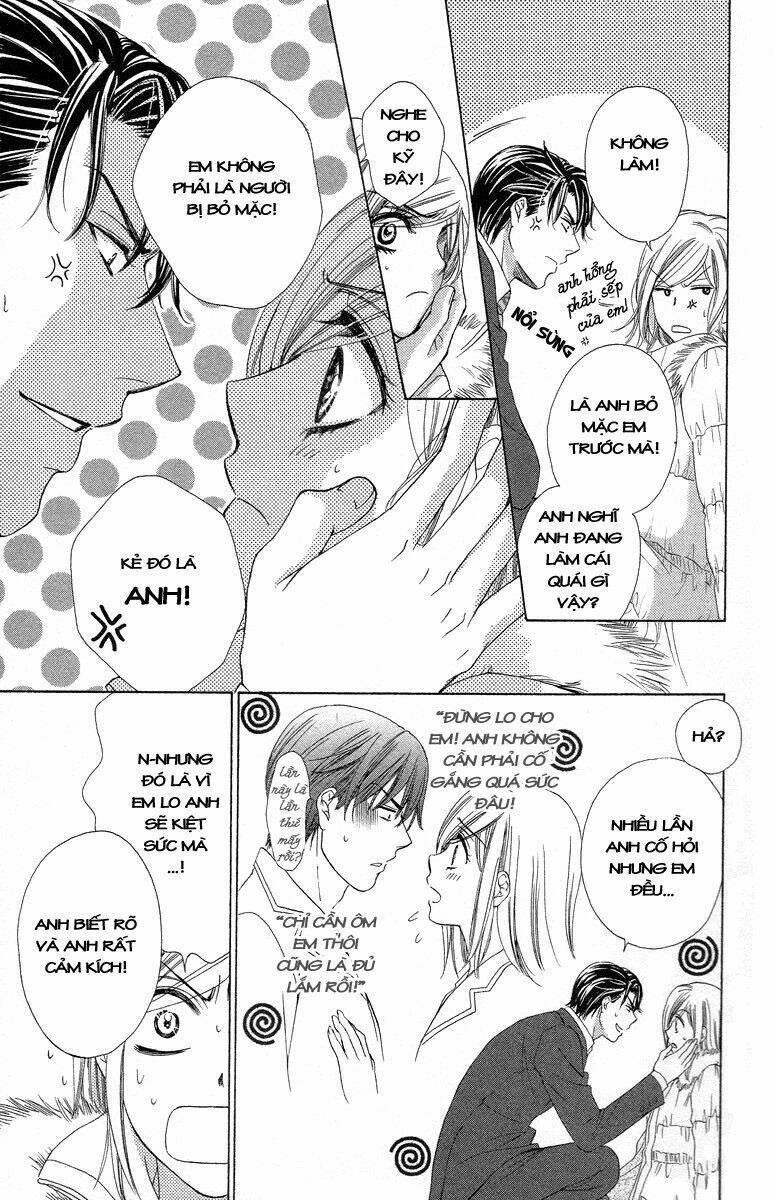 KHÔNG
LÀM!
anh hổng
phải sếp
của em!
NỔI SÙNG
LÀ ANH BỎ
MẶC EM
TRƯỚC MÀ!
ANH NGHĨ
ANH ĐANG
LÀM CÁI
QUÁI GÌ
VẬY?
NGHE
CHO
KỸ
ĐÂY!
EM KHÔNG
PHẢI LÀ NGƯỜI
BỊ BỎ MẶC!
KẺ ĐÓ LÀ
ANH!
HẢ?
NHIỀU LẦN
ANH CỐ HỎI
NHƯNG EM
ĐỀU...
"ĐỪNG LO CHO
EM! ANH KHÔNG
CẦN PHẢI CỐ
GẮNG QUÁ SỨC
ĐÂU!
lần
này là
lần
thứ
mấy
rồi?
"CHỈ CẦN ÔM
EM THÔI
CŨNG LÀ ĐỦ
LẮM RỒI!"
N-NHƯNG
ĐÓ LÀ VÌ
EM LO ANH
SẼ KIỆT
SỨC MÀ
...!
ANH BIẾT RÕ
VÀ ANH RẤT
CẢM KÍCH!